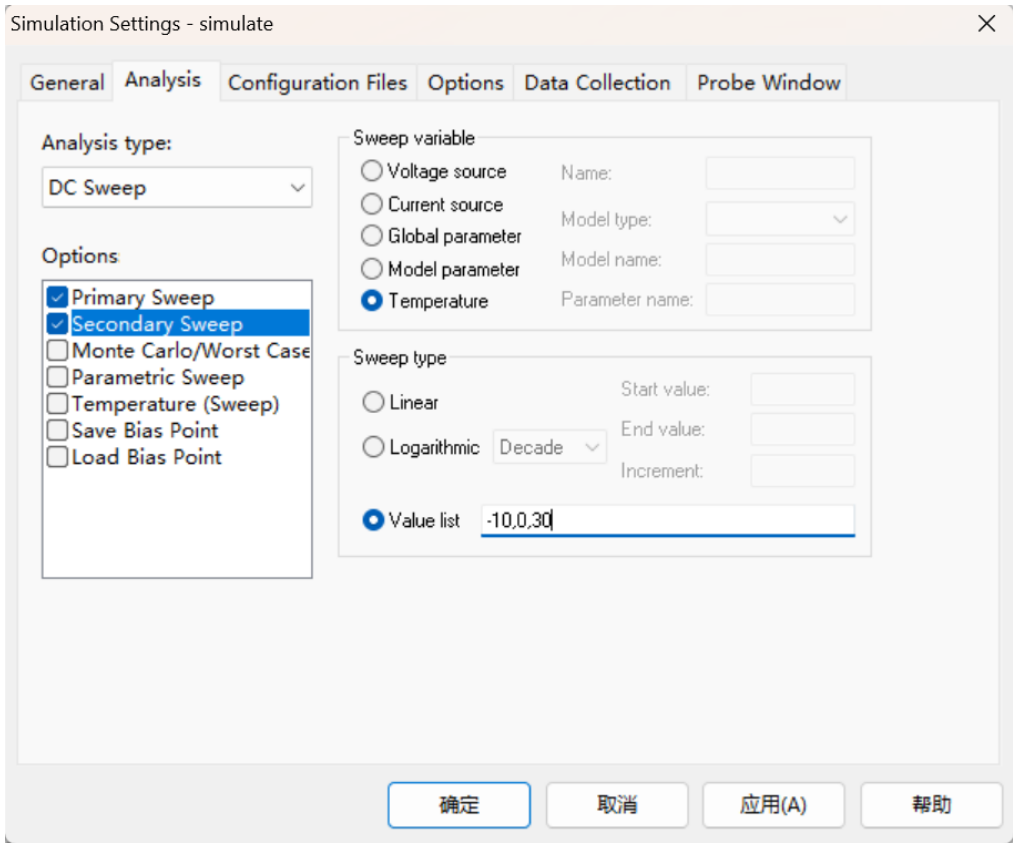 Simulation Settings - simulate
General Analysis Configuration Files Options Data Collection Probe Window
Analysis type:
DC Sweep
Options
Primary Sweep
Secondary Sweep
Monte Carlo/Worst Case
Parametric Sweep
Temperature (Sweep)
Save Bias Point
Load Bias Point
Sweep variable
Voltage source
Current source
Global parameter
Model parameter
Temperature
Name:
Model type:
Model name:
Parameter name:
Sweep type
Linear
Logarithmic Decade
Start value:
End value:
Increment:
Value list -10,0,30
确定 取消 应用(A) 帮助